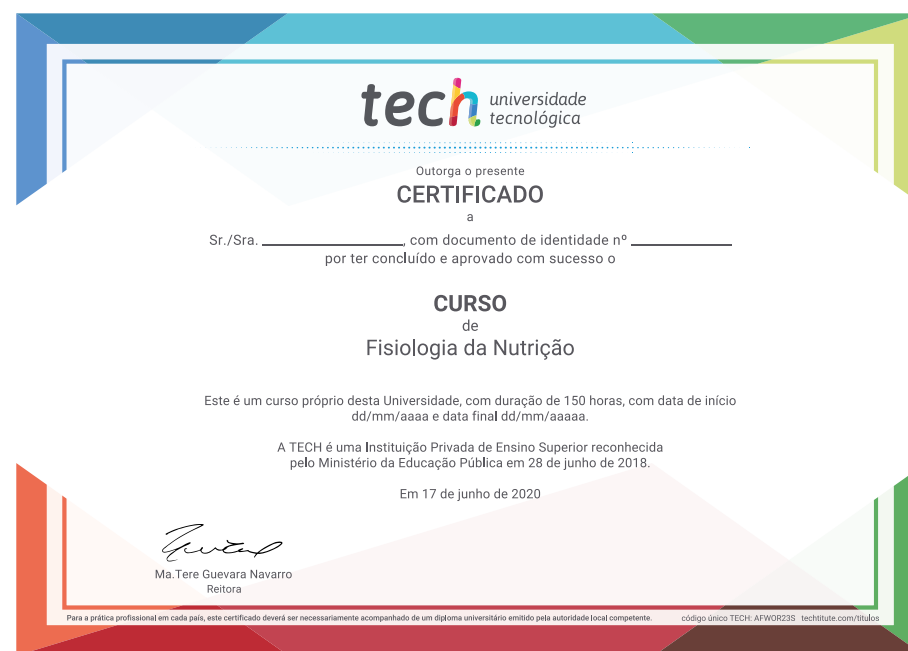 tech universidade
tecnológica
Outorga o presente
CERTIFICADO
a
Sr./Sra. ____________________, com documento de identidade nº ______________
por ter concluído e aprovado com sucesso o
CURSO
de
Fisiologia da Nutrição
Este é um curso próprio desta Universidade, com duração de 150 horas, com data de início
dd/mm/aaaa e data final dd/mm/aaaaa.
A TECH é uma Instituição Privada de Ensino Superior reconhecida
pelo Ministério da Educação Pública em 28 de junho de 2018.
Em 17 de junho de 2020
Ma.Tere Guevara Navarro
Reitora
Para a prática profissional em cada país, este certificado deverá ser necessariamente acompanhado de um diploma universitário emitido pela autoridade local competente. código único TECH: AFWOR23S techtitute.com/titulos